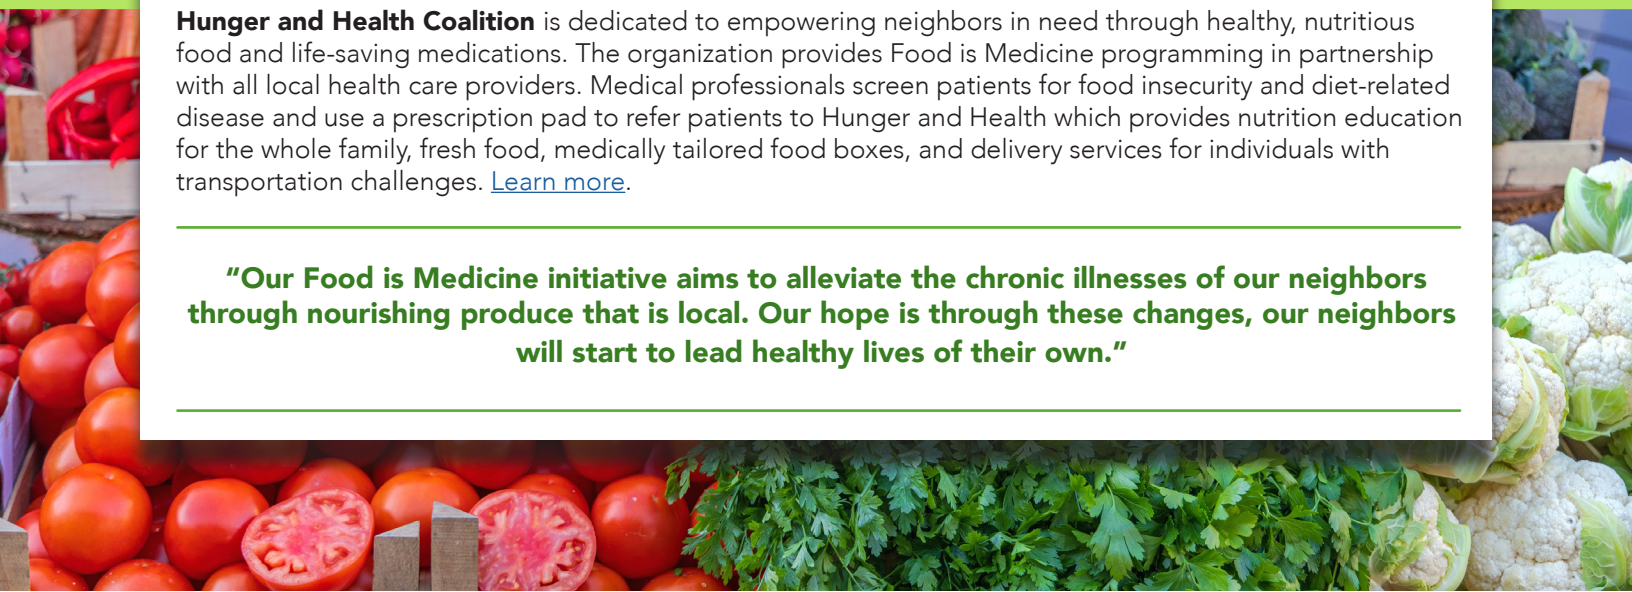 Hunger and Health Coalition is dedicated to empowering neighbors in need through healthy, nutritious
food and life-saving medications. The organization provides Food is Medicine programming in partnership
with all local health care providers. Medical professionals screen patients for food insecurity and diet-related
disease and use a prescription pad to refer patients to Hunger and Health which provides nutrition education
for the whole family, fresh food, medically tailored food boxes, and delivery services for individuals with
transportation challenges. Learn more.
“Our Food is Medicine initiative aims to alleviate the chronic illnesses of our neighbors
through nourishing produce that is local. Our hope is through these changes, our neighbors
will start to lead healthy lives of their own.”